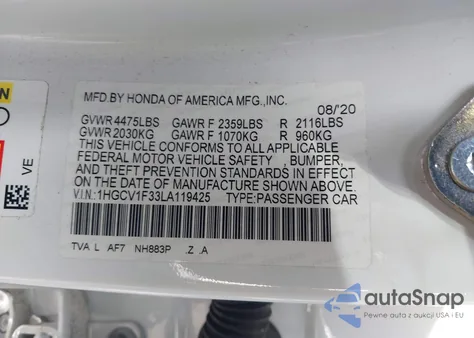 MFD.BY HONDA OF AMERICA MFG.,INC.
08/20
GVWR 4475LBS GAWR F 2359LBS R 2116LBS
GVWR 2030KG GAWR F 1070KG R 960KG
THIS VEHICLE CONFORMS TO ALL APPLICABLE
FEDERAL MOTOR VEHICLE SAFETY , BUMPER,
AND THEFT PREVENTION STANDARDS IN EFFECT
ON THE DATE OF MANUFACTURE SHOWN ABOVE.
V.I.N.:1HGCV1F33LA119425 TYPE:PASSENGER CAR
TVA L AF7 NH883P .Z .A
VE
autoSnap
Pewne auta z aukcji USA i EU